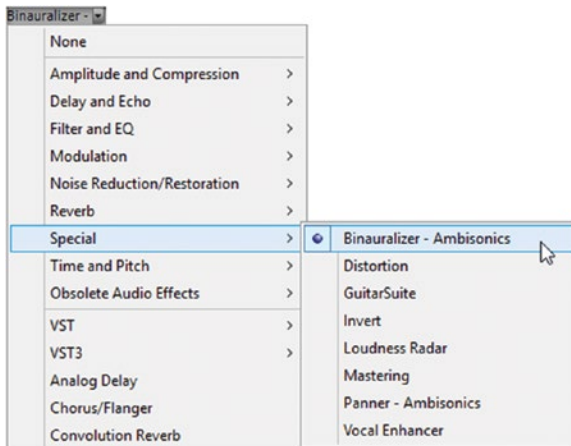 Binauralizer -
None
Amplitude and Compression
Delay and Echo
Filter and EQ
Modulation
Noise Reduction/Restoration
Reverb
Special
Time and Pitch
Obsolete Audio Effects
VST
VST3
Analog Delay
Chorus/Flanger
Convolution Reverb
Binauralizer - Ambisonics
Distortion
GuitarSuite
Invert
Loudness Radar
Mastering
Panner - Ambisonics
Vocal Enhancer